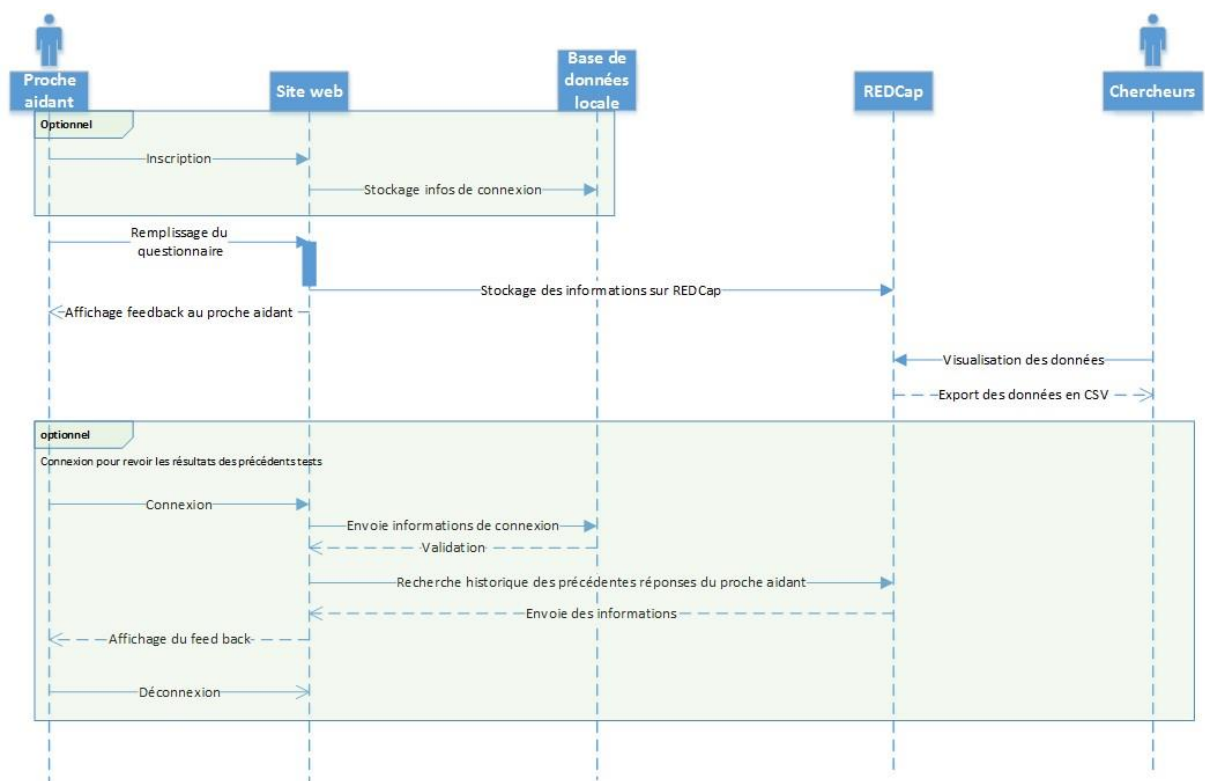 Proche
aidant
Site web
Base de
données
locale
REDCap
Chercheurs
Optionnel
Inscription
Stockage infos de connexion
Remplissage du
questionnaire
Stockage des informations sur REDCap
Affichage feedback au proche aidant
Visualisation des données
Export des données en CSV
optionnel
Connexion pour revoir les résultats des précédents tests
Connexion
Envoie informations de connexion
Validation
Recherche historique des précédentes réponses du proche aidant
Envoie des informations
Affichage du feed back
Déconnexion